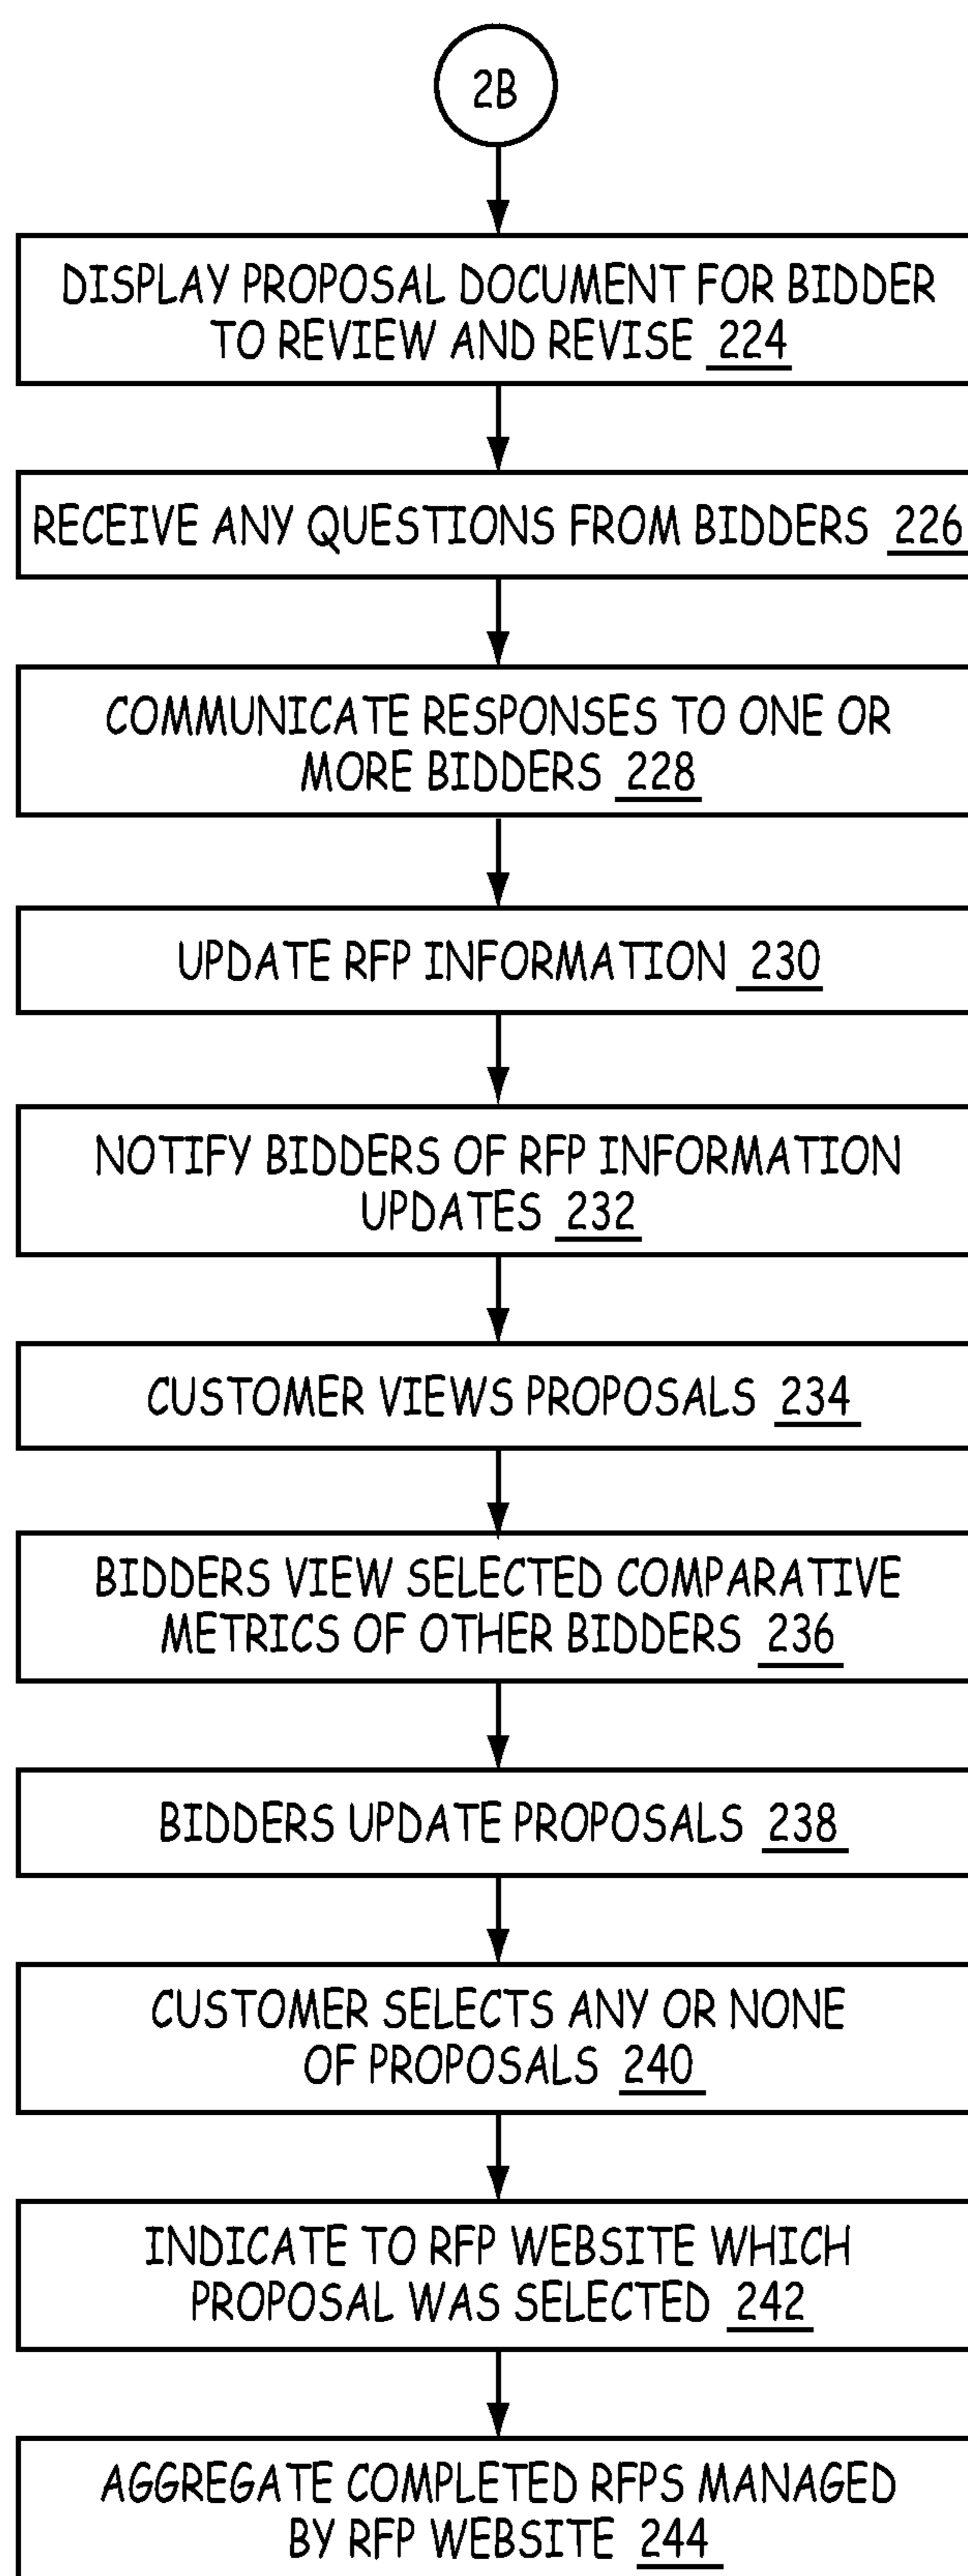 2B
DISPLAY PROPOSAL DOCUMENT FOR BIDDER
TO REVIEW AND REVISE 224
RECEIVE ANY QUESTIONS FROM BIDDERS 226
COMMUNICATE RESPONSES TO ONE OR
MORE BIDDERS 228
UPDATE RFP INFORMATION 230
NOTIFY BIDDERS OF RFP INFORMATION
UPDATES 232
CUSTOMER VIEWS PROPOSALS 234
BIDDERS VIEW SELECTED COMPARATIVE
METRICS OF OTHER BIDDERS 236
BIDDERS UPDATE PROPOSALS 238
CUSTOMER SELECTS ANY OR NONE
OF PROPOSALS 240
INDICATE TO RFP WEBSITE WHICH
PROPOSAL WAS SELECTED 242
AGGREGATE COMPLETED RFPS MANAGED
BY RFP WEBSITE 244